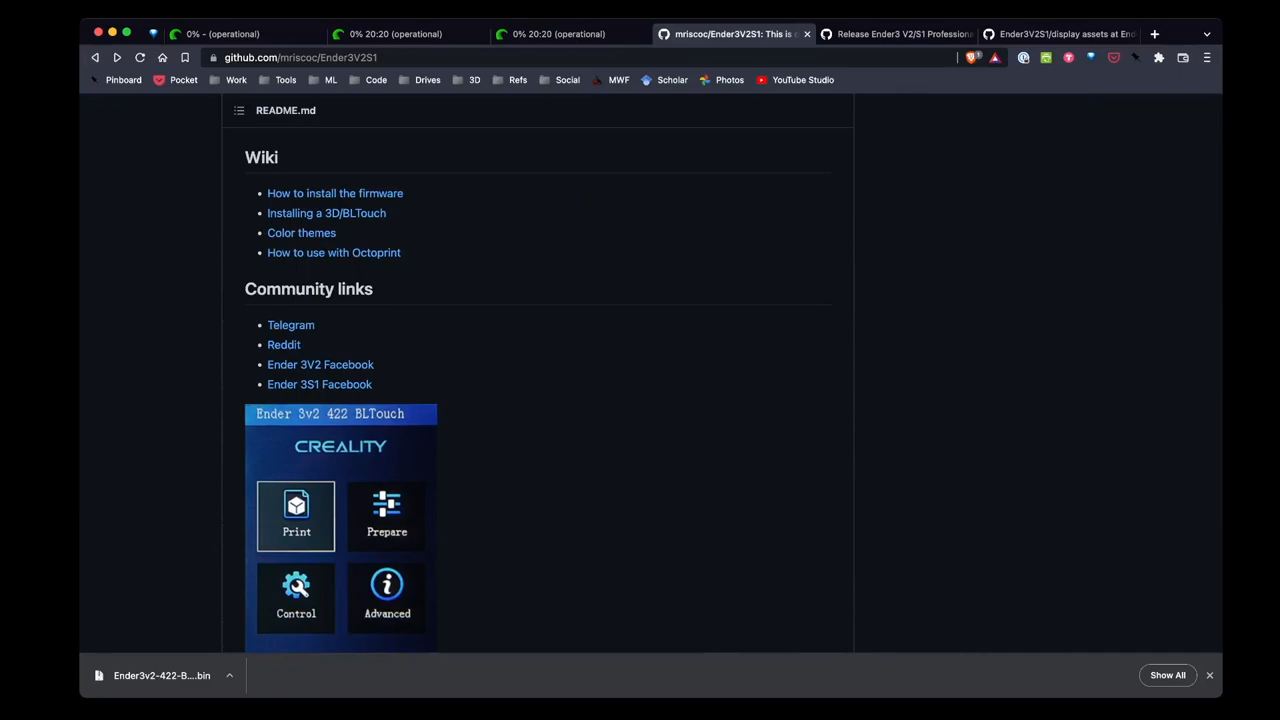 0% - (operational)
0% 20:20 (operational)
0% 20:20 (operational)
mriscoc/Ender3V2S1: This is
Release Ender3 V2/S1 Professiona
Ender3V2S1/display assets at End
github.com/mriscoc/Ender3V2S1
Pinboard
Pocket
Work
Tools
ML
Code
Drives
3D
Refs
Social
MWF
Scholar
Photos
YouTube Studio
README.md
Wiki
How to install the firmware
Installing a 3D/BLTouch
Color themes
How to use with Octoprint
Community links
Telegram
Reddit
Ender 3V2 Facebook
Ender 3S1 Facebook
Ender 3v2 422 BLTouch
CREALITY
Print
Prepare
Control
Advanced
Ender3v2-422-B....bin
Show All